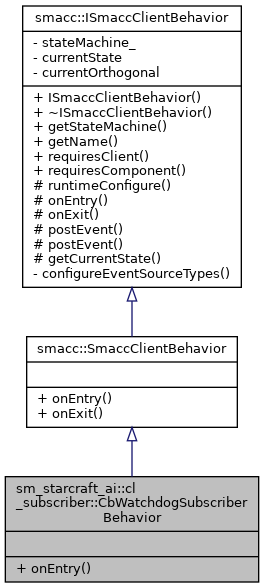 smacc::ISmaccClientBehavior
- stateMachine_
- currentState
- currentOrthogonal
+ ISmaccClientBehavior()
+ ~ISmaccClientBehavior()
+ getStateMachine()
+ getName()
+ requiresClient()
+ requiresComponent()
# runtimeConfigure()
# onEntry()
# onExit()
# postEvent()
# postEvent()
# getCurrentState()
- configureEventSourceTypes()
smacc::SmaccClientBehavior
+ onEntry()
+ onExit()
sm_starcraft_ai::cl
_subscriber::CbWatchdogSubscriber
Behavior
+ onEntry()